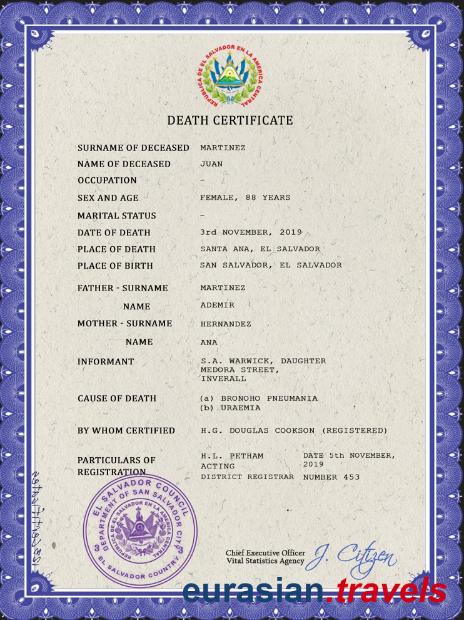 REPUBLICA DE EL SALVADOR EN LA AMERICA CENTRAL
DEATH CERTIFICATE
SURNAME OF DECEASED MARTINEZ
NAME OF DECEASED JUAN
OCCUPATION –
SEX AND AGE FEMALE, 88 YEARS
MARITAL STATUS –
DATE OF DEATH 3rd NOVEMBER, 2019
PLACE OF DEATH SANTA ANA, EL SALVADOR
PLACE OF BIRTH SAN SALVADOR, EL SALVADOR
FATHER - SURNAME MARTINEZ
NAME ADEMIR
MOTHER - SURNAME HERNANDEZ
NAME ANA
INFORMANT S.A. WARWICK, DAUGHTER
MEDORA STREET,
INVERALL
CAUSE OF DEATH (a) BRONOHO PNEUMANIA
(b) URAEMIA
BY WHOM CERTIFIED H.G. DOUGLAS COOKSON (REGISTERED)
PARTICULARS OF
REGISTRATION
H.L. PETHAM
ACTING
DISTRICT REGISTRAR
DATE 5th NOVEMBER,
2019
NUMBER 453
EL SALVADOR COUNCIL
DEPARTMENT OF SAN SALVADOR CITY
EL SALVADOR COUNTRY
Chief Executive Officer
Vital Statistics Agency
J. Citizen
eurasian.travels